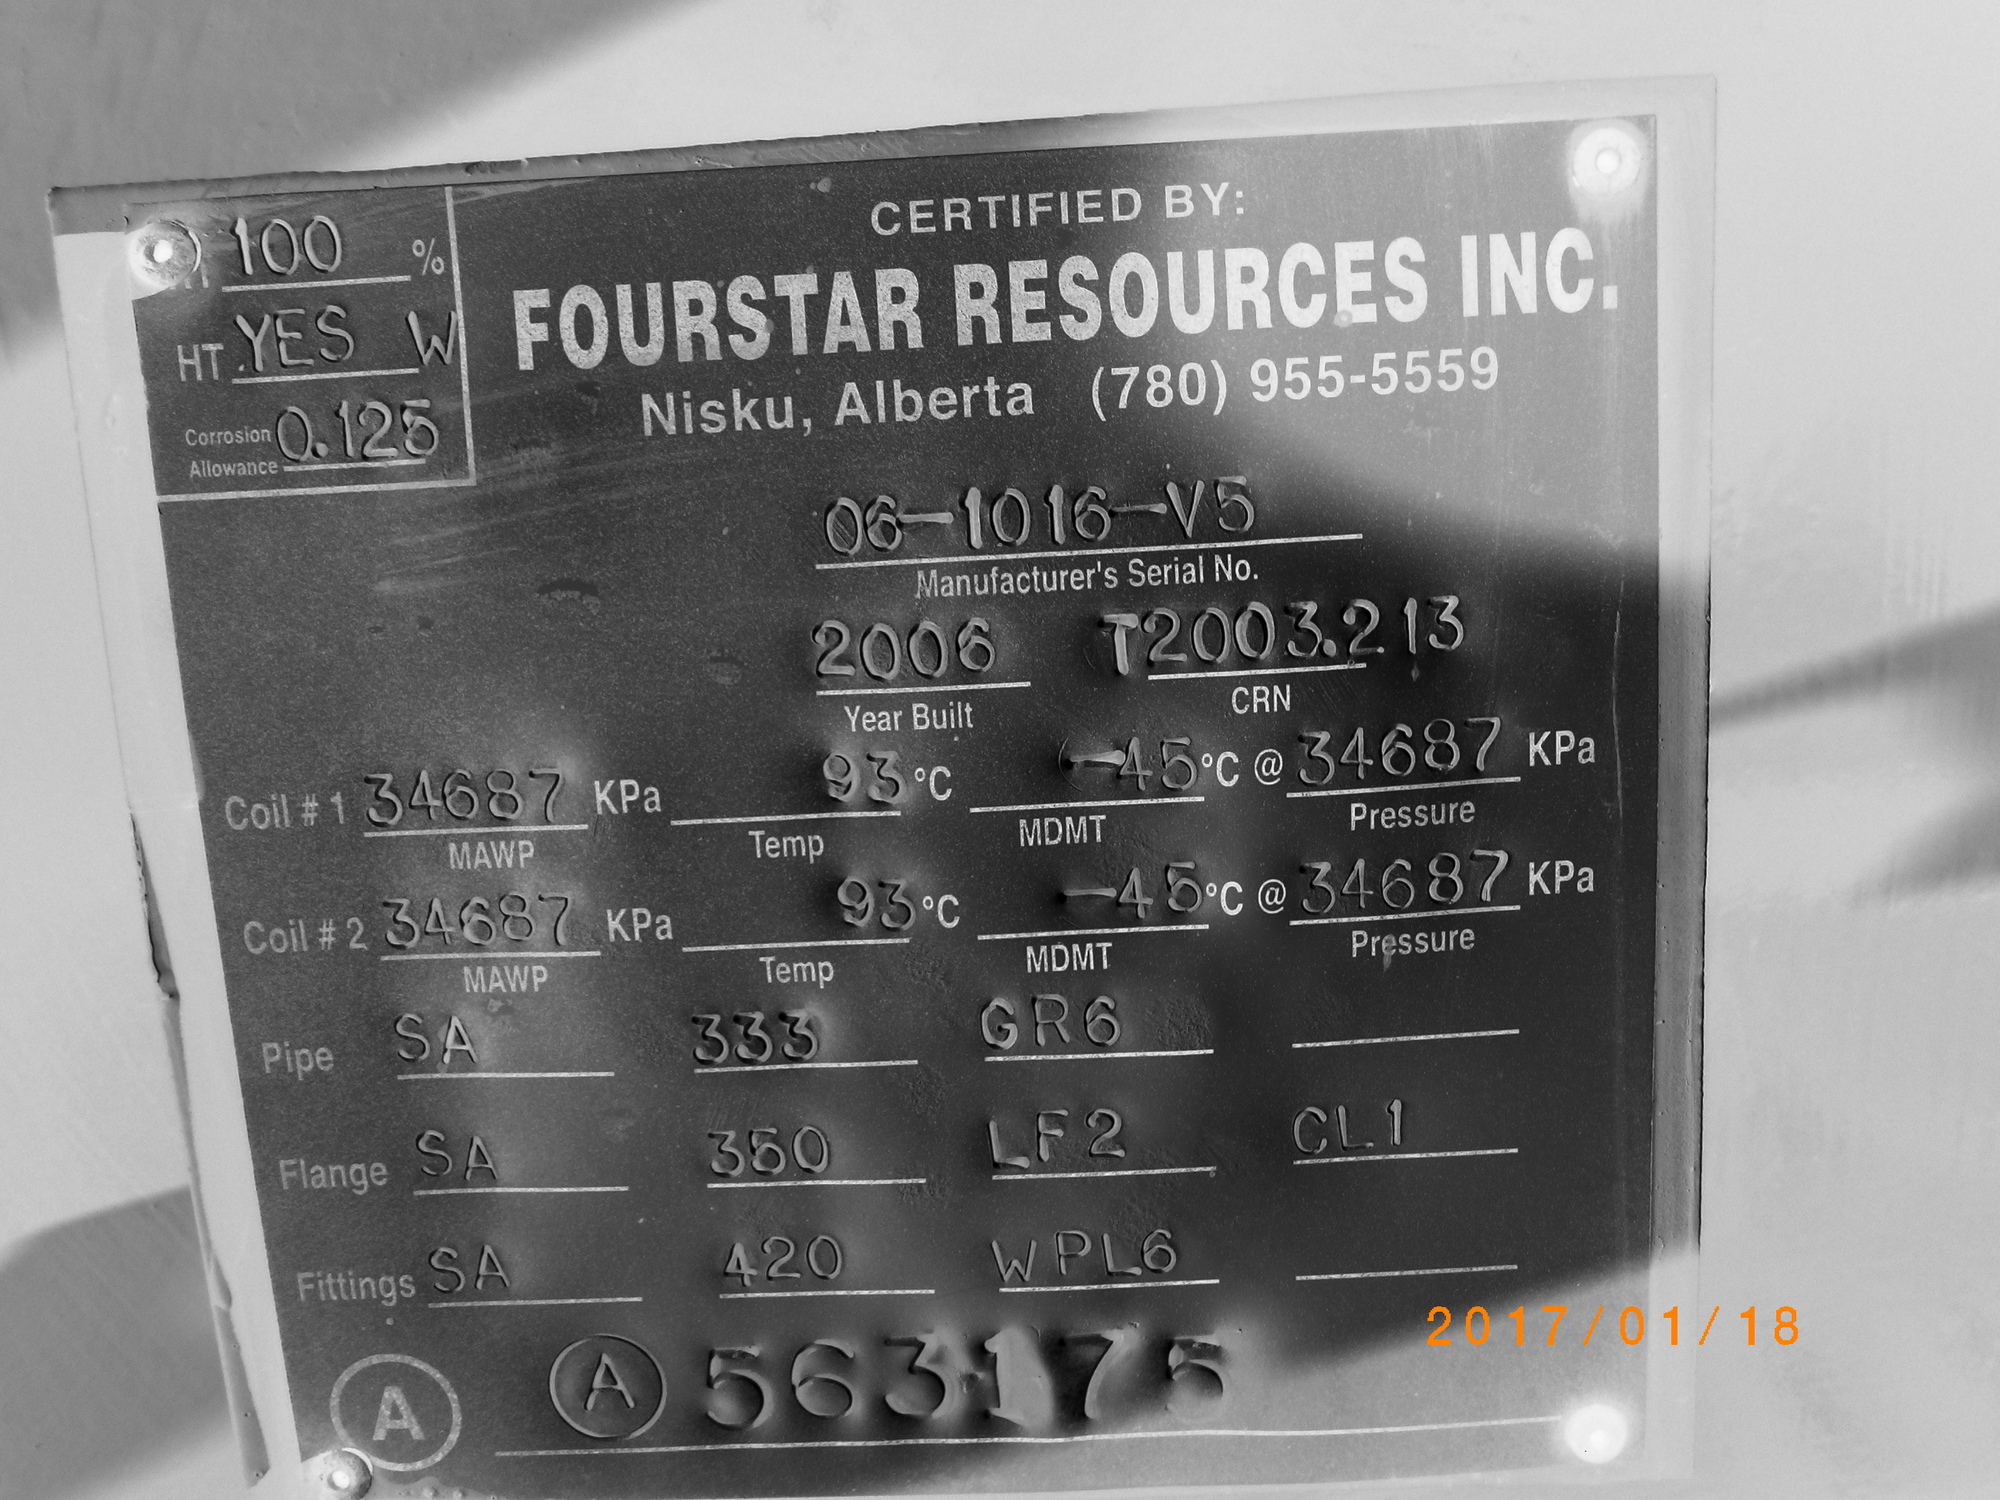 100 %
HT YES W
Corrosion Allowance 0.125
CERTIFIED BY:
FOURSTAR RESOURCES INC.
Nisku, Alberta (780) 955-5559
06-1016-V5
Manufacturer's Serial No.
2006 T2003.213
Year Built CRN
Coil # 1 34687 KPa 93 °C -45 °C @ 34687 KPa
MAWP Temp MDMT Pressure
Coil # 2 34687 KPa 93 °C -45 °C @ 34687 KPa
MAWP Temp MDMT Pressure
Pipe SA 333 GR6
Flange SA 350 LF2 CL1
Fittings SA 420 WPL6
A A 563175
2017/01/18